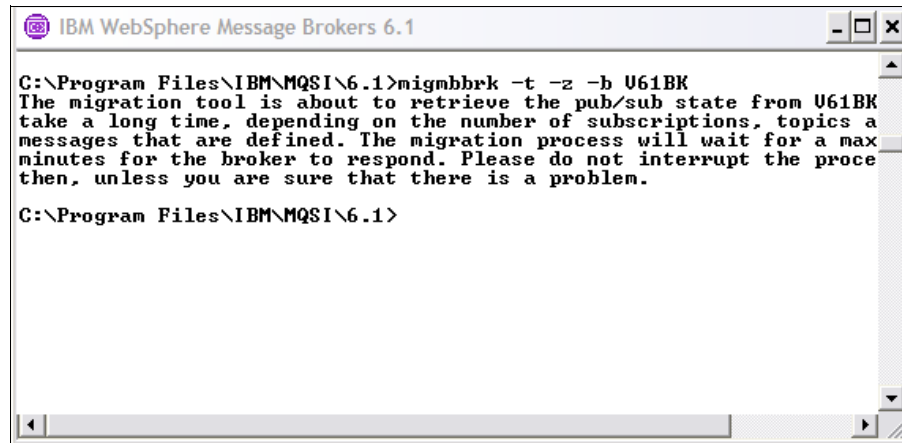 IBM WebSphere Message Brokers 6.1
C:\Program Files\IBM\MQSI\6.1>migmbbrk -t -z -b V61BK
The migration tool is about to retrieve the pub/sub state from V61BK
take a long time, depending on the number of subscriptions, topics a
messages that are defined. The migration process will wait for a max
minutes for the broker to respond. Please do not interrupt the proce
then, unless you are sure that there is a problem.
C:\Program Files\IBM\MQSI\6.1>